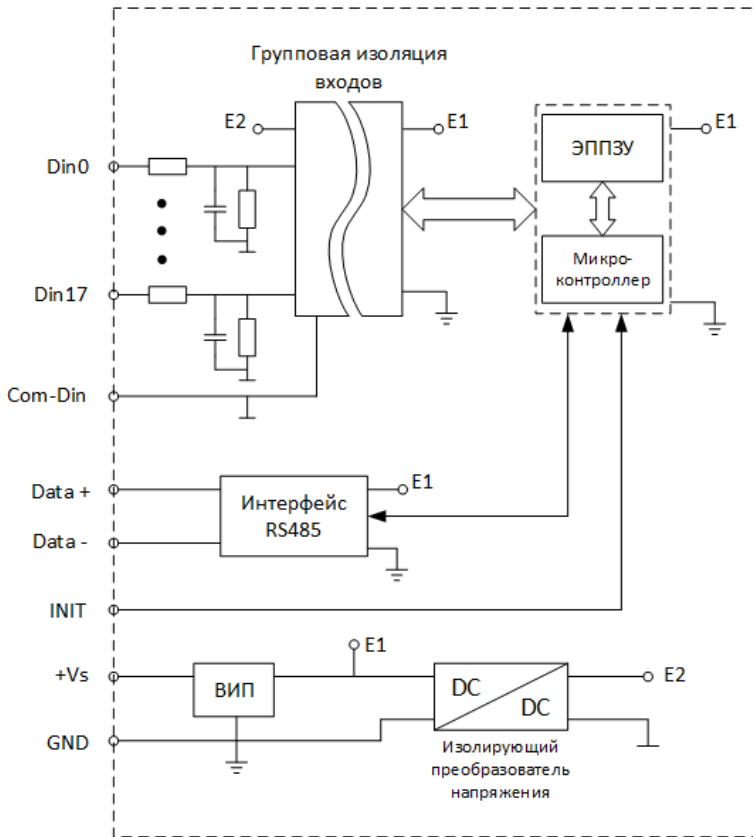 Групповая изоляция
входов
E2
E1
E1
ЭППЗУ
Din0
Din17
Микро-
контроллер
Com-Din
Data +
E1
Интерфейс
RS485
Data -
INIT
E1
+Vs
ВИП
DC
DC
E2
GND
Изолирующий
преобразователь
напряжения